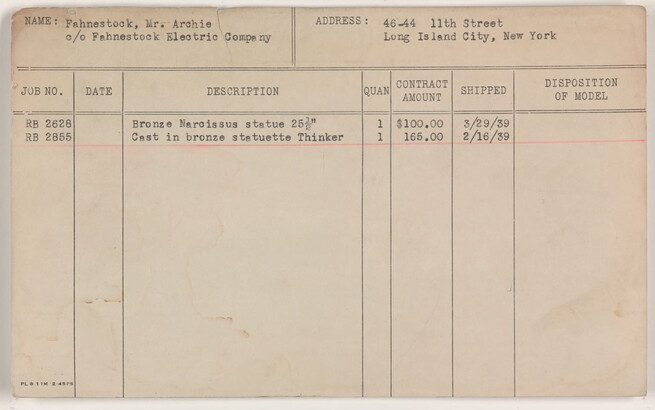 NAME: Fahnestock, Mr. Archie
c/o Fahnestock Electric Company
ADDRESS: 46-44 11th Street
Long Island City, New York
JOB NO. DATE DESCRIPTION QUAN CONTRACT AMOUNT SHIPPED DISPOSITION OF MODEL
RB 2628 Bronze Narcissus statue 25½" 1 $100.00 3/29/39
RB 2855 Cast in bronze statuette Thinker 1 165.00 2/16/39